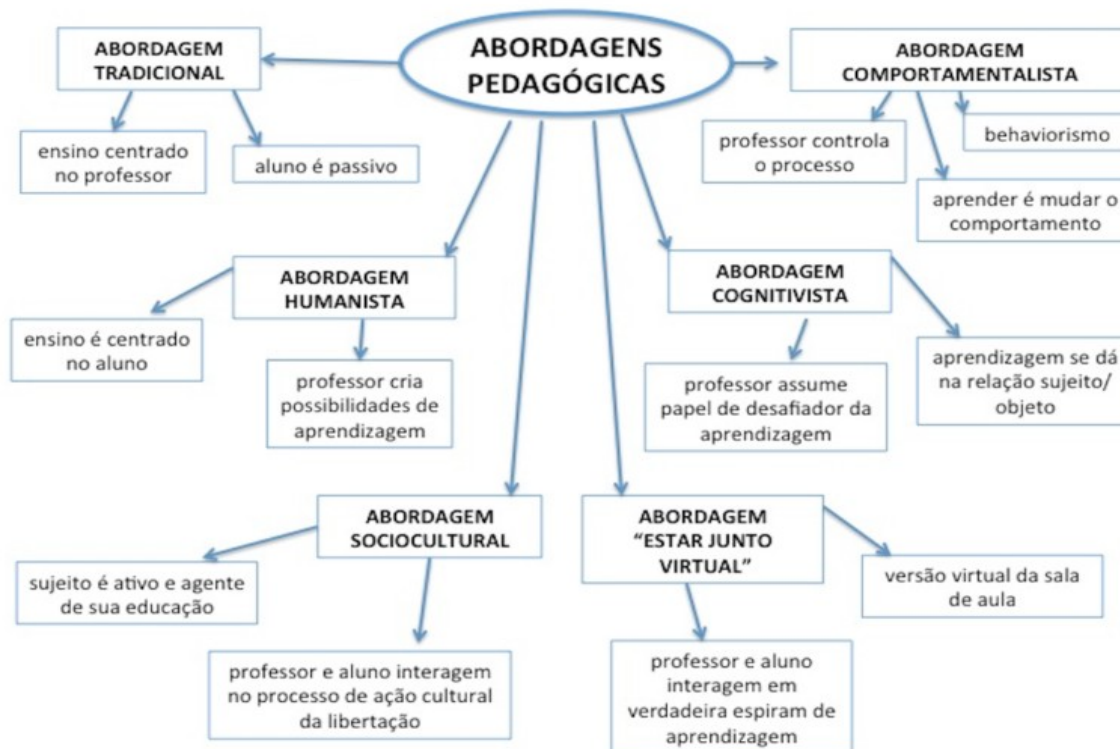 ABORDAGENS
PEDAGÓGICAS
ABORDAGEM
TRADICIONAL
ensino centrado
no professor
aluno é passivo
ABORDAGEM
COMPORTAMENTALISTA
professor controla
o processo
behaviorismo
aprender é mudar o
comportamento
ABORDAGEM
HUMANISTA
ensino é centrado
no aluno
professor cria
possibilidades de
aprendizagem
ABORDAGEM
COGNITIVISTA
professor assume
papel de desafiador da
aprendizagem
aprendizagem se dá
na relação sujeito/
objeto
ABORDAGEM
SOCIOCULTURAL
sujeito é ativo e agente
de sua educação
professor e aluno interagem
no processo de ação cultural
da libertação
ABORDAGEM
“ESTAR JUNTO
VIRTUAL”
versão virtual da sala
de aula
professor e aluno
interagem em
verdadeira espiram de
aprendizagem